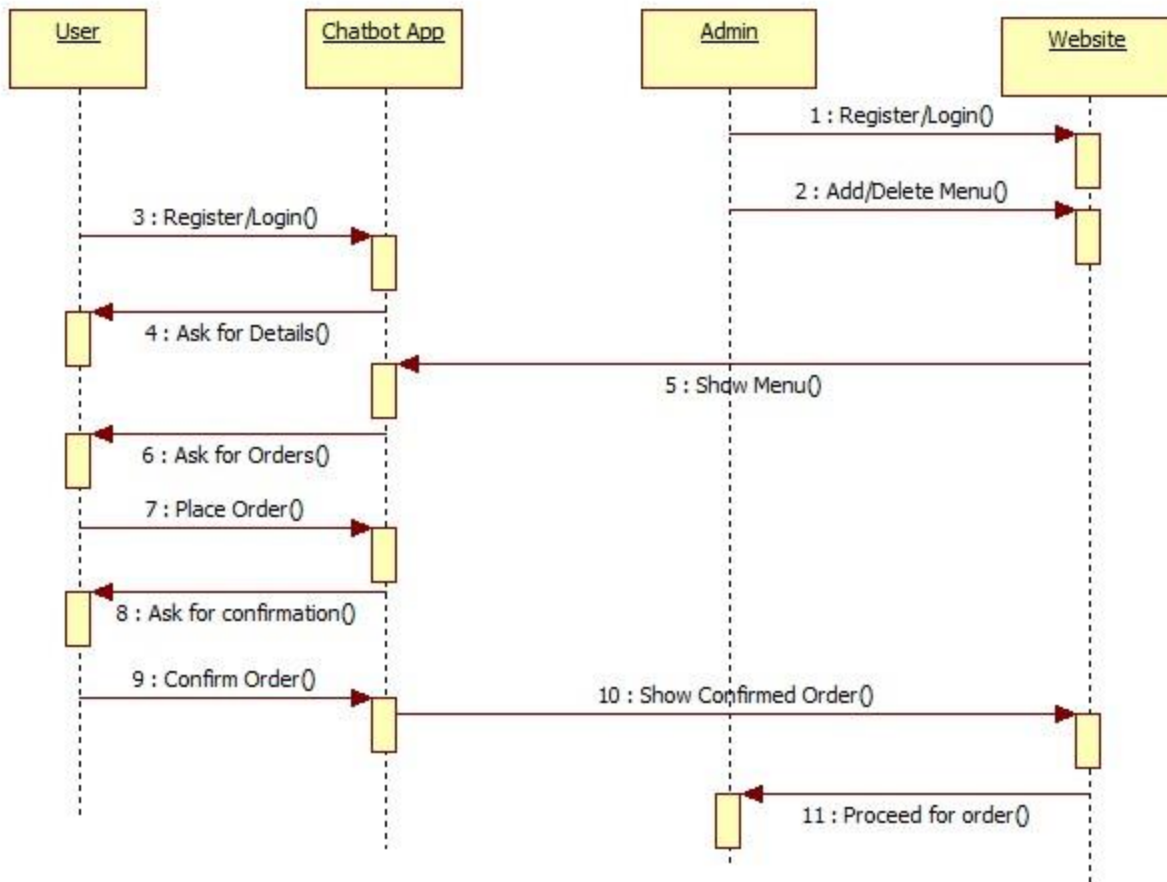 User
Chatbot App
Admin
Website
1 : Register/Login()
2 : Add/Delete Menu()
3 : Register/Login()
4 : Ask for Details()
5 : Show Menu()
6 : Ask for Orders()
7 : Place Order()
8 : Ask for confirmation()
9 : Confirm Order()
10 : Show Confirmed Order()
11 : Proceed for order()